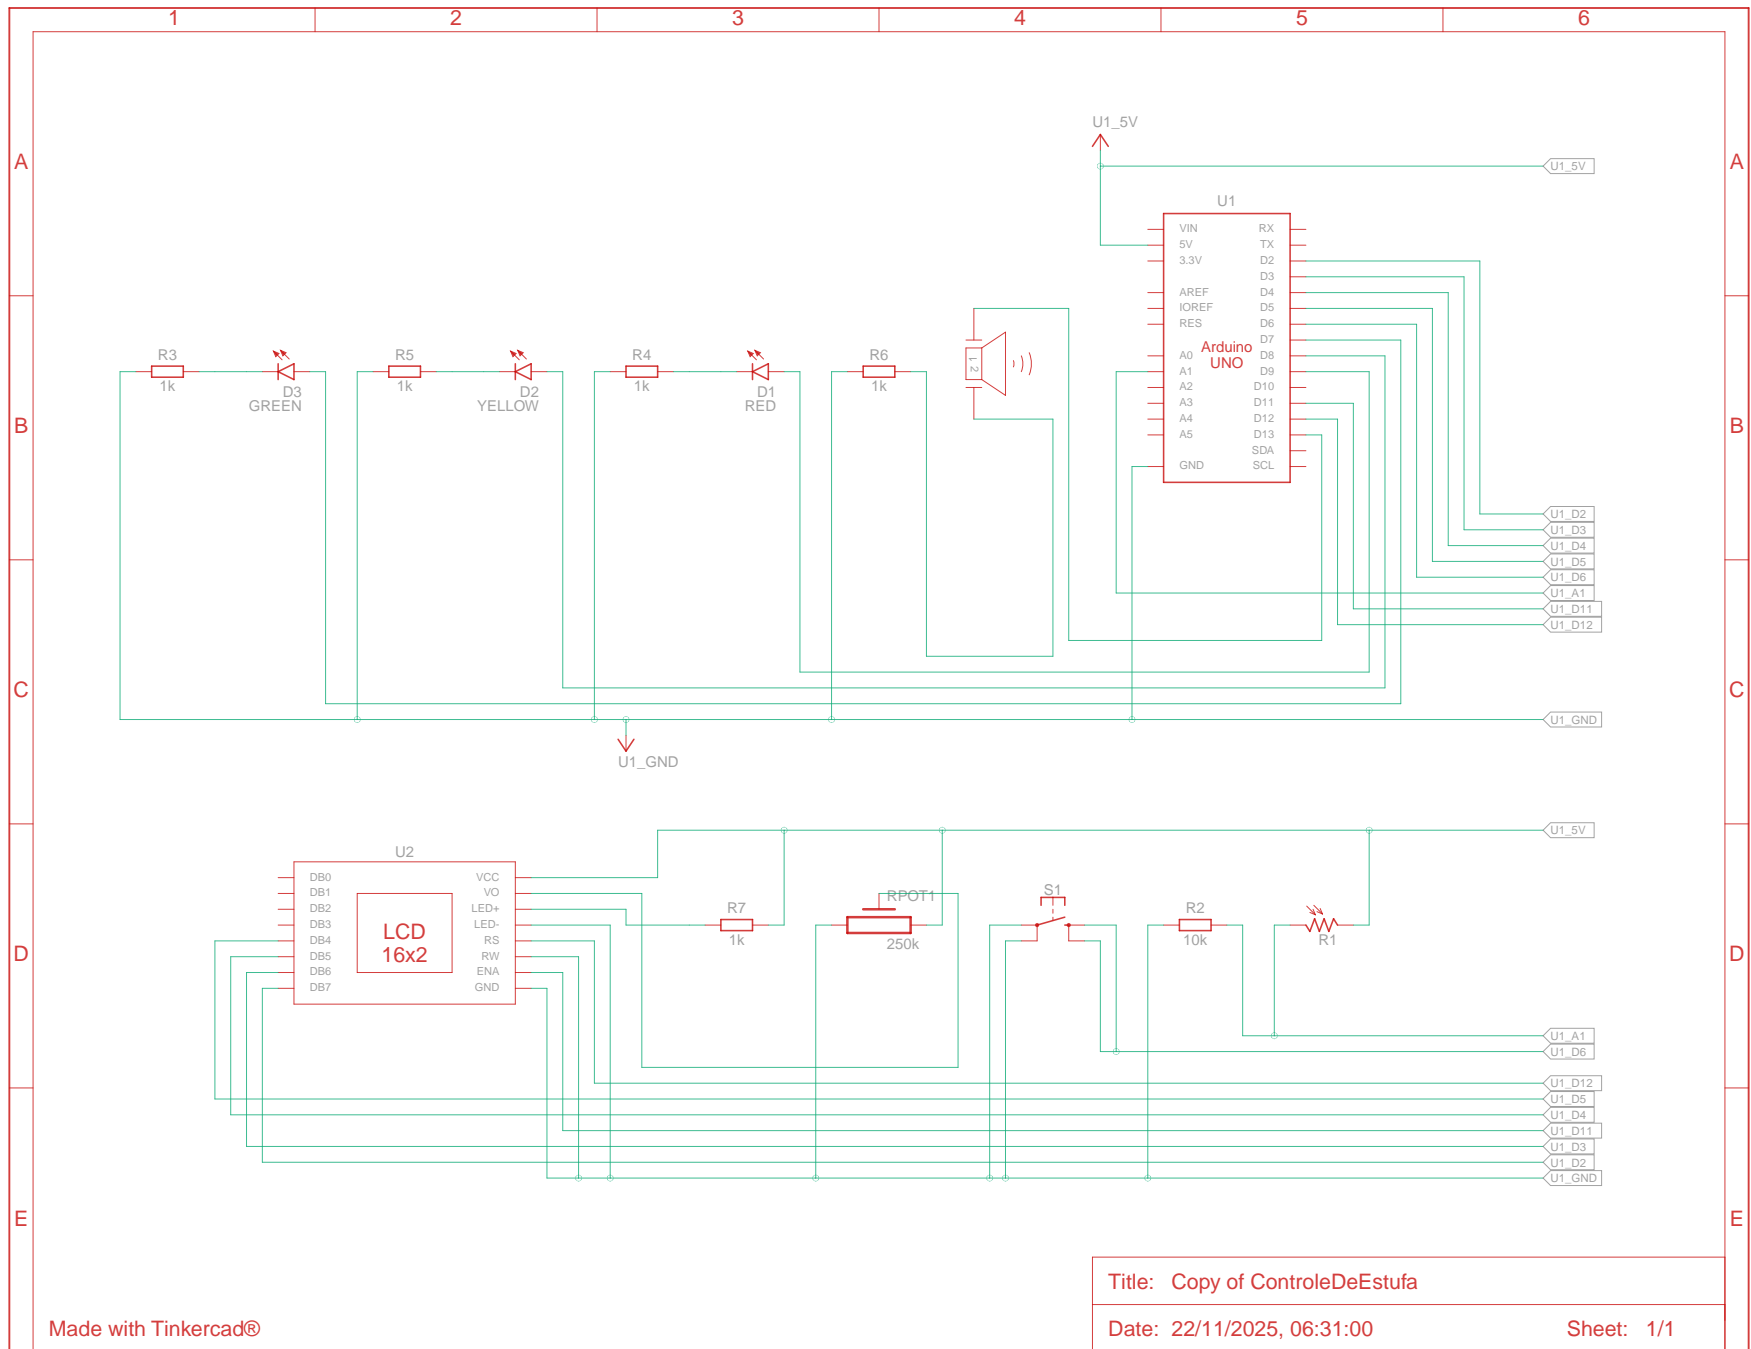 1 2 3 4 5 6
A A
B B
C C
D D
E E
U1_5V
U1_5V
U1
VIN RX
5V TX
3.3V D2
D3
AREF D4
IOREF D5
RES D6
D7
A0 D8
A1 D9
A2 D10
A3 D11
A4 D12
A5 D13
SDA
GND SCL
Arduino
UNO
R3
1k
D3
GREEN
R5
1k
D2
YELLOW
R4
1k
D1
RED
R6
1k
1
2
U1_D2
U1_D3
U1_D4
U1_D5
U1_D6
U1_A1
U1_D11
U1_D12
U1_GND
U1_GND
U1_5V
U2
DB0 VCC
DB1 VO
DB2 LED+
DB3 LED-
DB4 RS
DB5 RW
DB6 ENA
DB7 GND
LCD
16x2
R7
1k
RPOT1
250k
S1
R2
10k
R1
U1_A1
U1_D6
U1_D12
U1_D5
U1_D4
U1_D11
U1_D3
U1_D2
U1_GND
Title: Copy of ControleDeEstufa
Made with Tinkercad®
Date: 22/11/2025, 06:31:00 Sheet: 1/1